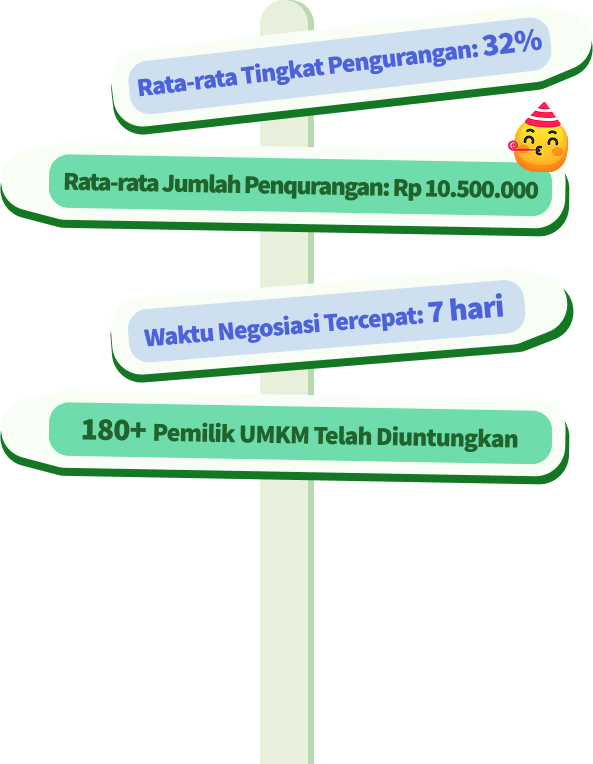 Rata-rata Tingkat Pengurangan: 32%
Rata-rata Jumlah Penqurangan: Rp 10.500.000
Waktu Negosiasi Tercepat: 7 hari
180+ Pemilik UMKM Telah Diuntungkan